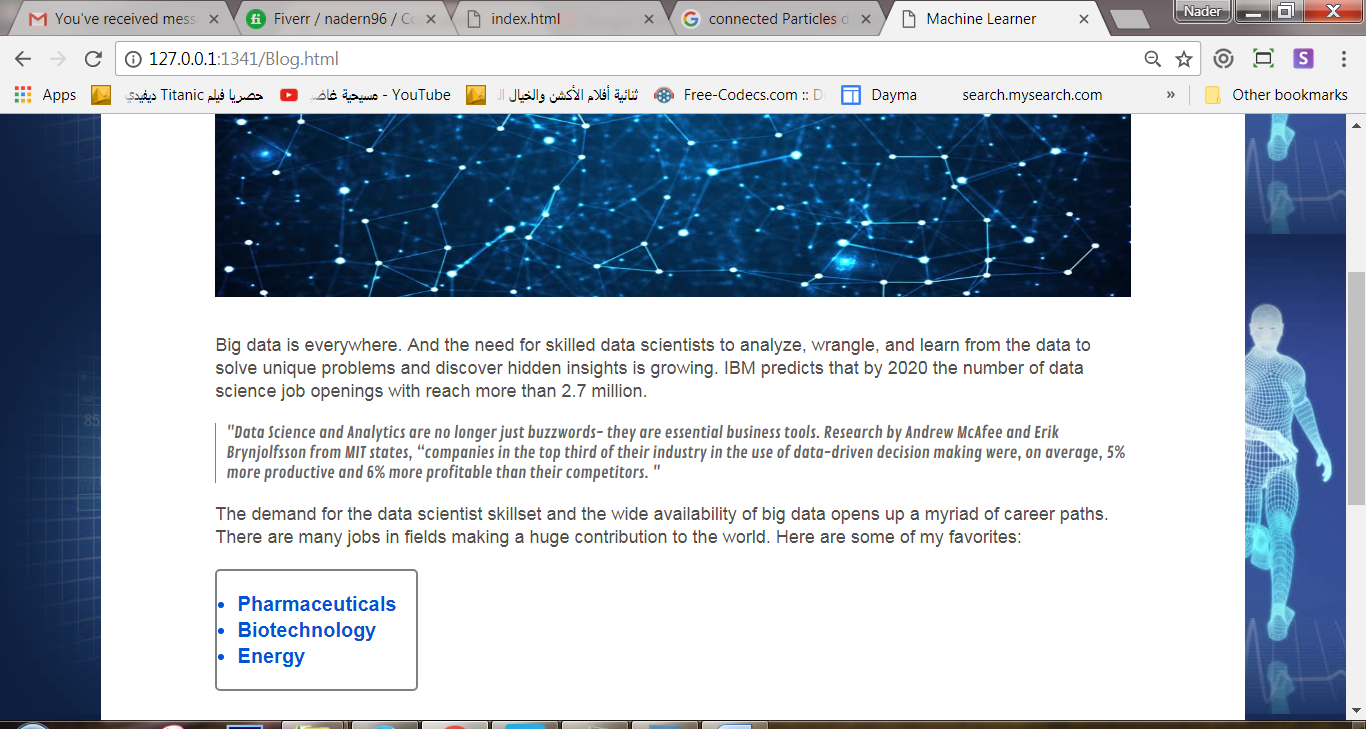 You've received mess
Fiverr / nadern96 / Co
index.html
connected Particles d
Machine Learner
Nader
127.0.0.1:1341/Blog.html
Apps
حصريا فيلم Titanic ديفيدي
مسيحية غاضبـ - YouTube
ثنائية أفلام الأكشن والخيال الـ
Free-Codecs.com :: D
Dayma
search.mysearch.com
»
Other bookmarks
Big data is everywhere. And the need for skilled data scientists to analyze, wrangle, and learn from the data to
solve unique problems and discover hidden insights is growing. IBM predicts that by 2020 the number of data
science job openings with reach more than 2.7 million.
"Data Science and Analytics are no longer just buzzwords- they are essential business tools. Research by Andrew McAfee and Erik
Brynjolfsson from MIT states, “companies in the top third of their industry in the use of data-driven decision making were, on average, 5%
more productive and 6% more profitable than their competitors. "
The demand for the data scientist skillset and the wide availability of big data opens up a myriad of career paths.
There are many jobs in fields making a huge contribution to the world. Here are some of my favorites:
• Pharmaceuticals
• Biotechnology
• Energy